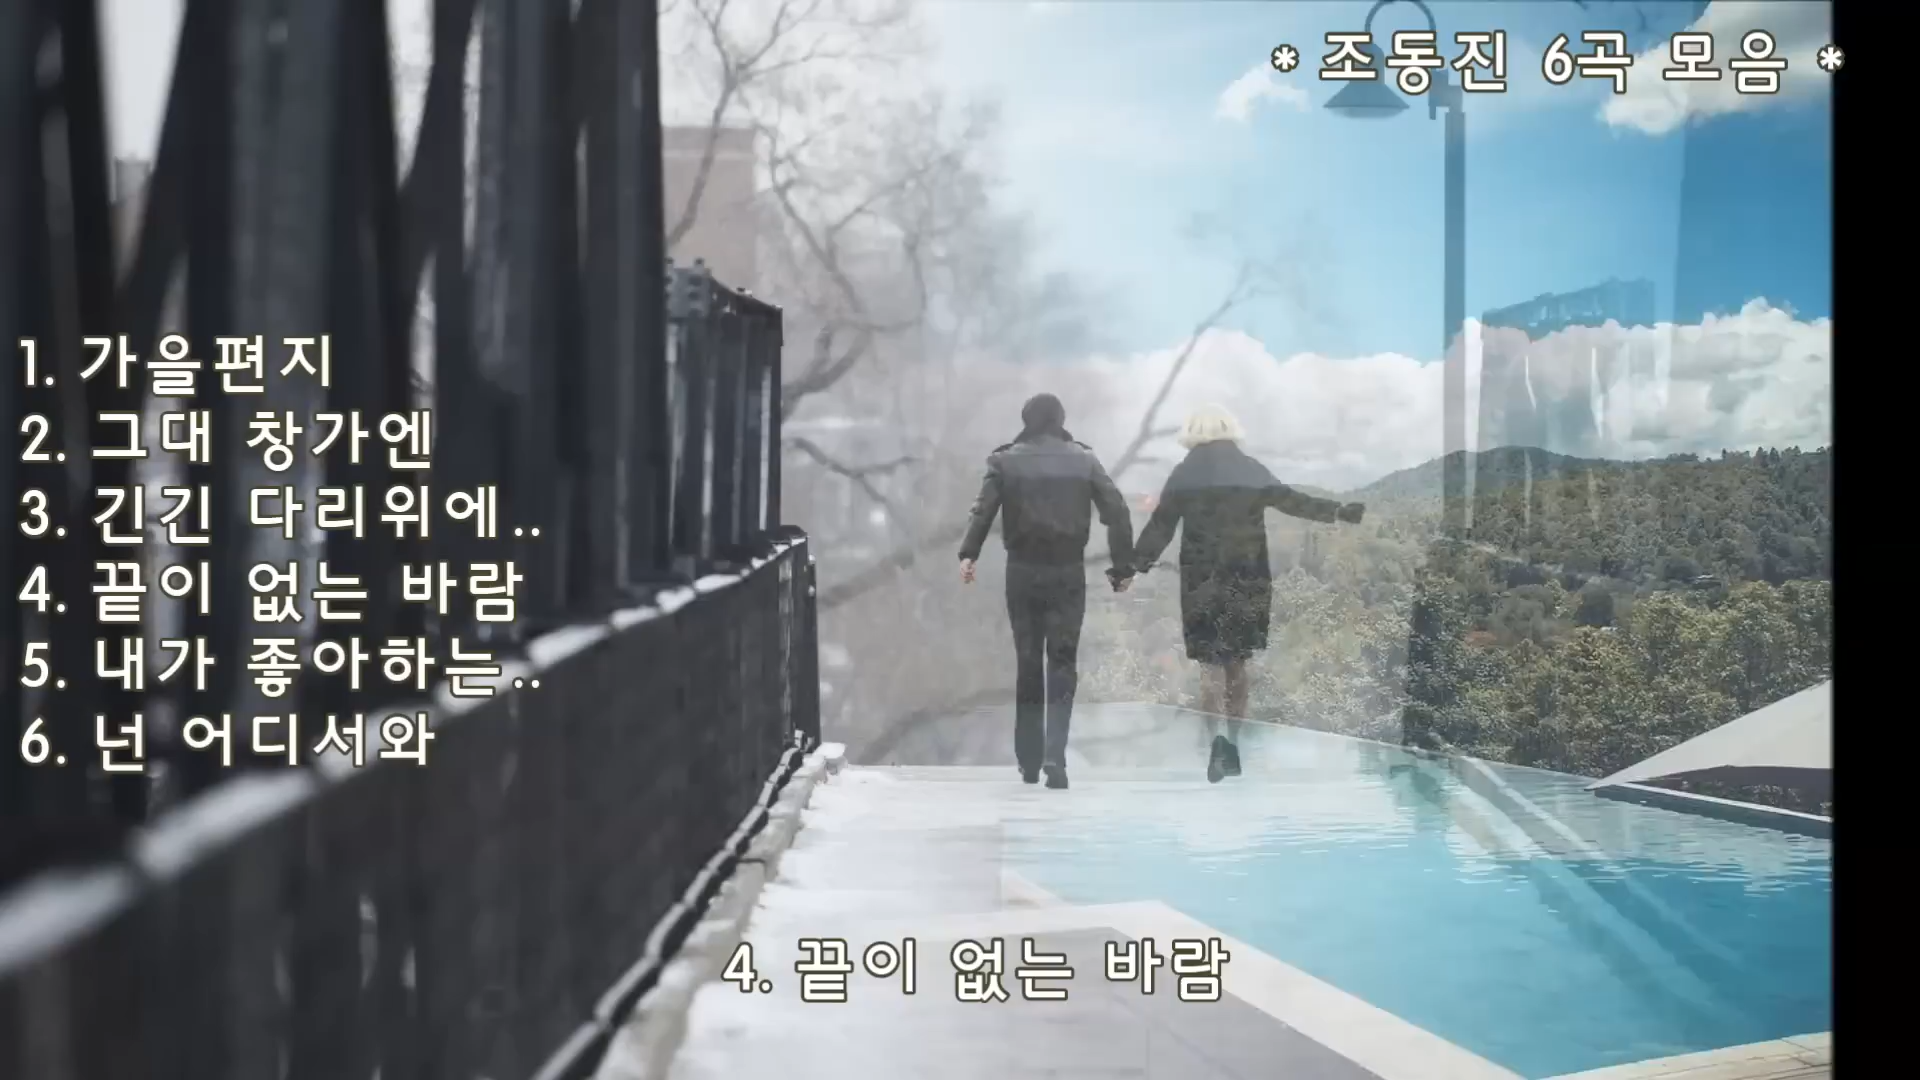 * 조동진 6곡 모음 *
1. 가을편지
2. 그대 창가엔
3. 긴긴 다리위에..
4. 끝이 없는 바람
5. 내가 좋아하는..
6. 넌 어디서와
4. 끝이 없는 바람